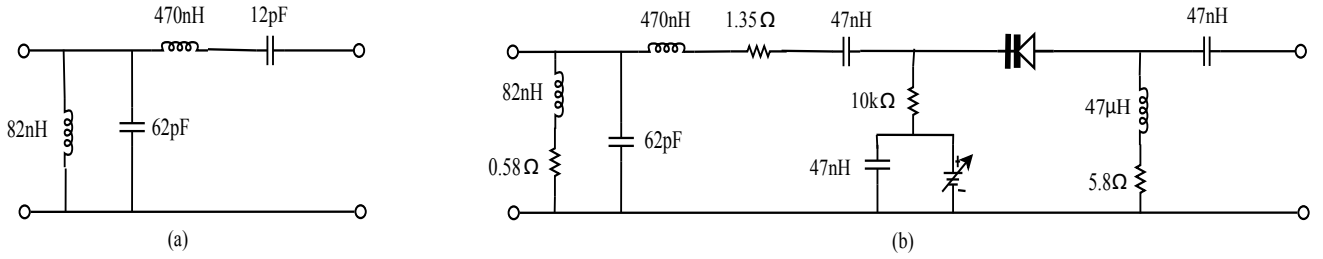 470nH 12pF
82nH 62pF
(a)
470nH 1.35Ω 47nH 47nH
82nH 10kΩ 47μH
0.58Ω 62pF 47nH + - 5.8Ω
(b)